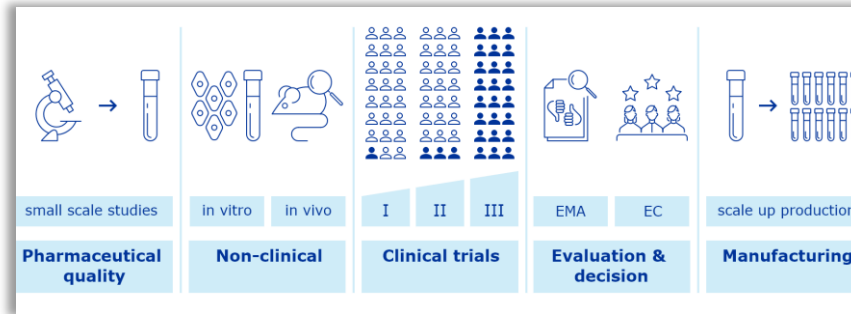 small scale studies
in vitro
in vivo
I
II
III
EMA
EC
scale up production
Pharmaceutical
quality
Non-clinical
Clinical trials
Evaluation &
decision
Manufacturing